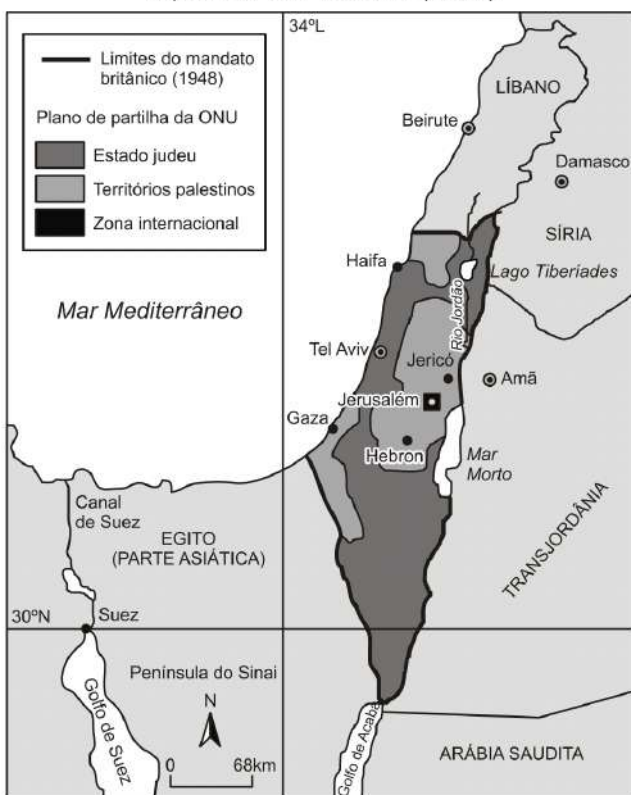 34ºL
Limites do mandato
britânico (1948)
Plano de partilha da ONU
Estado judeu
Territórios palestinos
Zona internacional
LÍBANO
Beirute
Damasco
SÍRIA
Haifa
Lago Tiberíades
Mar Mediterrâneo
Rio Jordão
Tel Aviv
Jericó
Amã
Jerusalém
Gaza
Hebron
Mar
Morto
Canal
de Suez
EGITO
(PARTE ASIÁTICA)
TRANSJORDÂNIA
30ºN
Suez
Península do Sinai
N
Golfo de Suez
0 68km
Golfo de Acaba
ARÁBIA SAUDITA